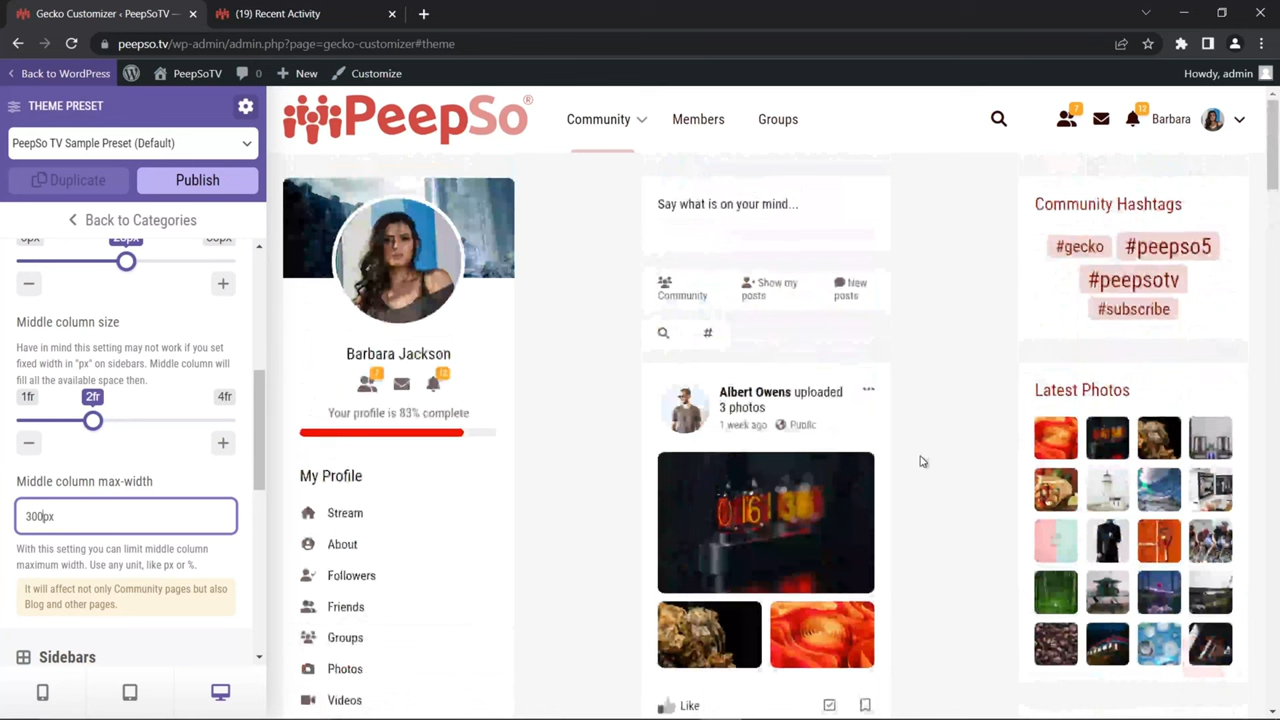 Gecko Customizer ‹ PeepSoTV —
(19) Recent Activity
peepso.tv/wp-admin/admin.php?page=gecko-customizer#theme
Back to WordPress
PeepSoTV
0
New
Customize
Howdy, admin
THEME PRESET
PeepSo TV Sample Preset (Default)
Duplicate
Publish
Back to Categories
Middle column size
Have in mind this setting may not work if you set
fixed width in "px" on sidebars. Middle column will
fill all the available space then.
1fr
2fr
4fr
Middle column max-width
300px
With this setting you can limit middle column
maximum width. Use any unit, like px or %.
It will affect not only Community pages but also
Blog and other pages.
Sidebars
PeepSo®
Community
Members
Groups
7
12
Barbara
Barbara Jackson
7
12
Your profile is 83% complete
My Profile
Stream
About
Followers
Friends
Groups
Photos
Videos
Say what is on your mind...
Community
Show my
posts
New
posts
#
Albert Owens uploaded
3 photos
1 week ago
Public
Like
Community Hashtags
#gecko
#peepso5
#peepsotv
#subscribe
Latest Photos